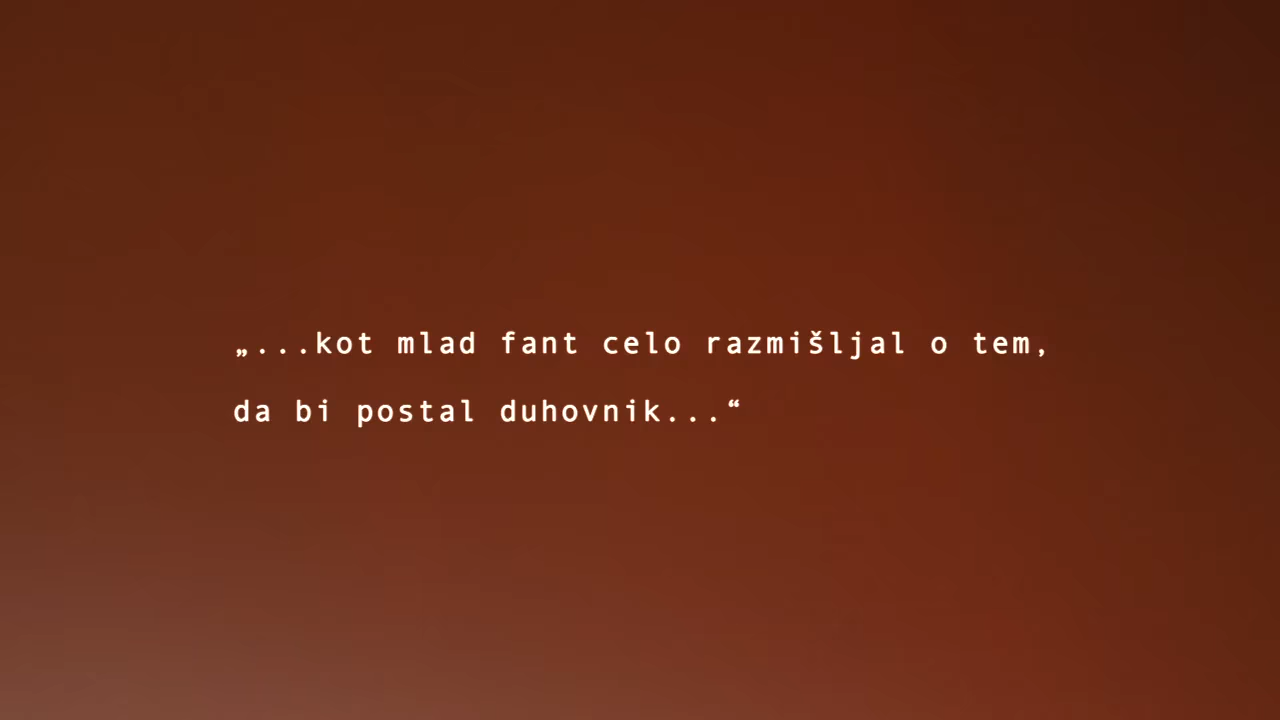 „...kot mlad fant celo razmišljal o tem,
da bi postal duhovnik...“